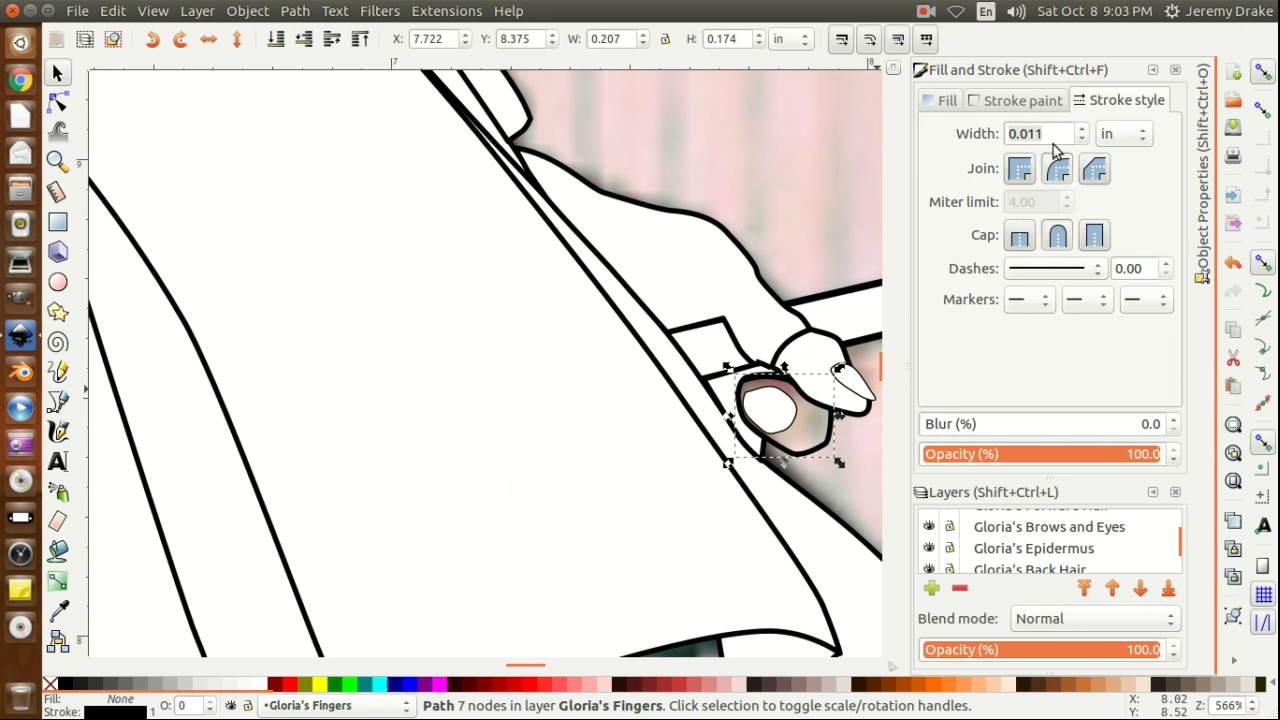 File Edit View Layer Object Path Text Filters Extensions Help En Sat Oct 8 9:03 PM Jeremy Drake
X: 7.722 Y: 8.375 W: 0.207 H: 0.174 in
Fill and Stroke (Shift+Ctrl+F)
Fill Stroke paint Stroke style
Width: 0.011 in
Join:
Miter limit: 4.00
Cap:
Dashes: 0.00
Markers:
Blur (%) 0.0
Opacity (%) 100.0
Layers (Shift+Ctrl+L)
Gloria's Brows and Eyes
Gloria's Epidermus
Gloria's Back Hair
Blend mode: Normal
Opacity (%) 100.0
Object Properties (Shift+Ctrl+O)
Fill: None
Stroke: 1 O: 0 •Gloria's Fingers Path 7 nodes in layer Gloria's Fingers. Click selection to toggle scale/rotation handles. X: 8.02 Y: 8.52 Z: 566%